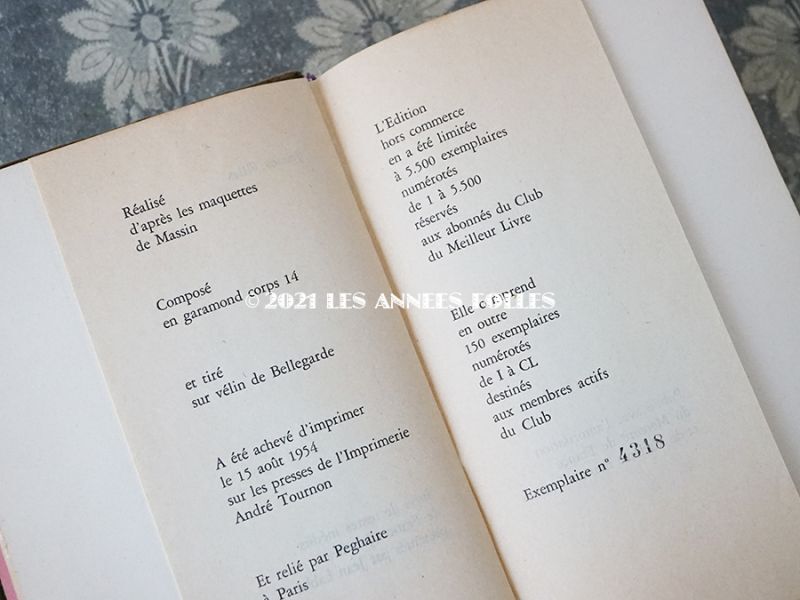 Réalisé
d'après les maquettes
de Massin
Composé
en garamond corps 14
et tiré
sur vélin de Bellegarde
A été achevé d'imprimer
le 15 août 1954
sur les presses de l'Imprimerie
André Tournon
Et relié par Peghaire
à Paris
L'Edition
hors commerce
en a été limitée
à 5.500 exemplaires
numérotés
de 1 à 5.500
réservés
aux abonnés du Club
du Meilleur Livre
Elle comprend
en outre
150 exemplaires
numérotés
de I à CL
destinés
aux membres actifs
du Club
Exemplaire n° 4318
© 2021 LES ANNEES FOLLES